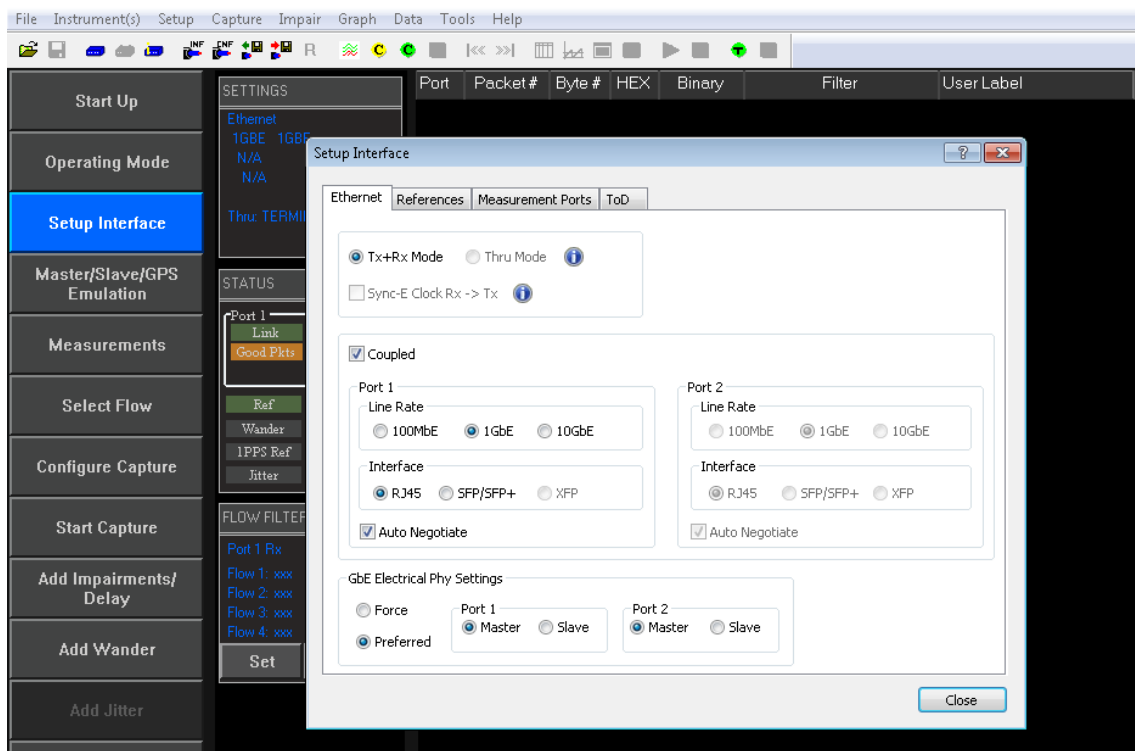 File Instrument(s) Setup Capture Impair Graph Data Tools Help
INF ENF R C C T
Start Up
Operating Mode
Setup Interface
Master/Slave/GPS
Emulation
Measurements
Select Flow
Configure Capture
Start Capture
Add Impairments/
Delay
Add Wander
Add Jitter
SETTINGS
Ethernet
1GBE 1GBE
N/A
N/A
Thru: TERMI
STATUS
Port 1
Link
Good Pkts
Ref
Wander
1PPS Ref
Jitter
FLOW FILTER
Port 1 Rx
Flow 1: xxx
Flow 2: xxx
Flow 3: xxx
Flow 4: xxx
Set
Port Packet # Byte # HEX Binary Filter User Label
Setup Interface ?
Ethernet References Measurement Ports ToD
Tx+Rx Mode Thru Mode i
Sync-E Clock Rx -> Tx i
Coupled
Port 1
Line Rate
100MbE 1GbE 10GbE
Interface
RJ45 SFP/SFP+ XFP
Auto Negotiate
Port 2
Line Rate
100MbE 1GbE 10GbE
Interface
RJ45 SFP/SFP+ XFP
Auto Negotiate
GbE Electrical Phy Settings
Force
Preferred
Port 1
Master Slave
Port 2
Master Slave
Close